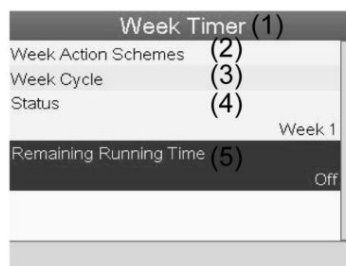 Week Timer (1)
Week Action Schemes (2)
Week Cycle (3)
Status (4)
Week 1
Remaining Running Time (5)
Off